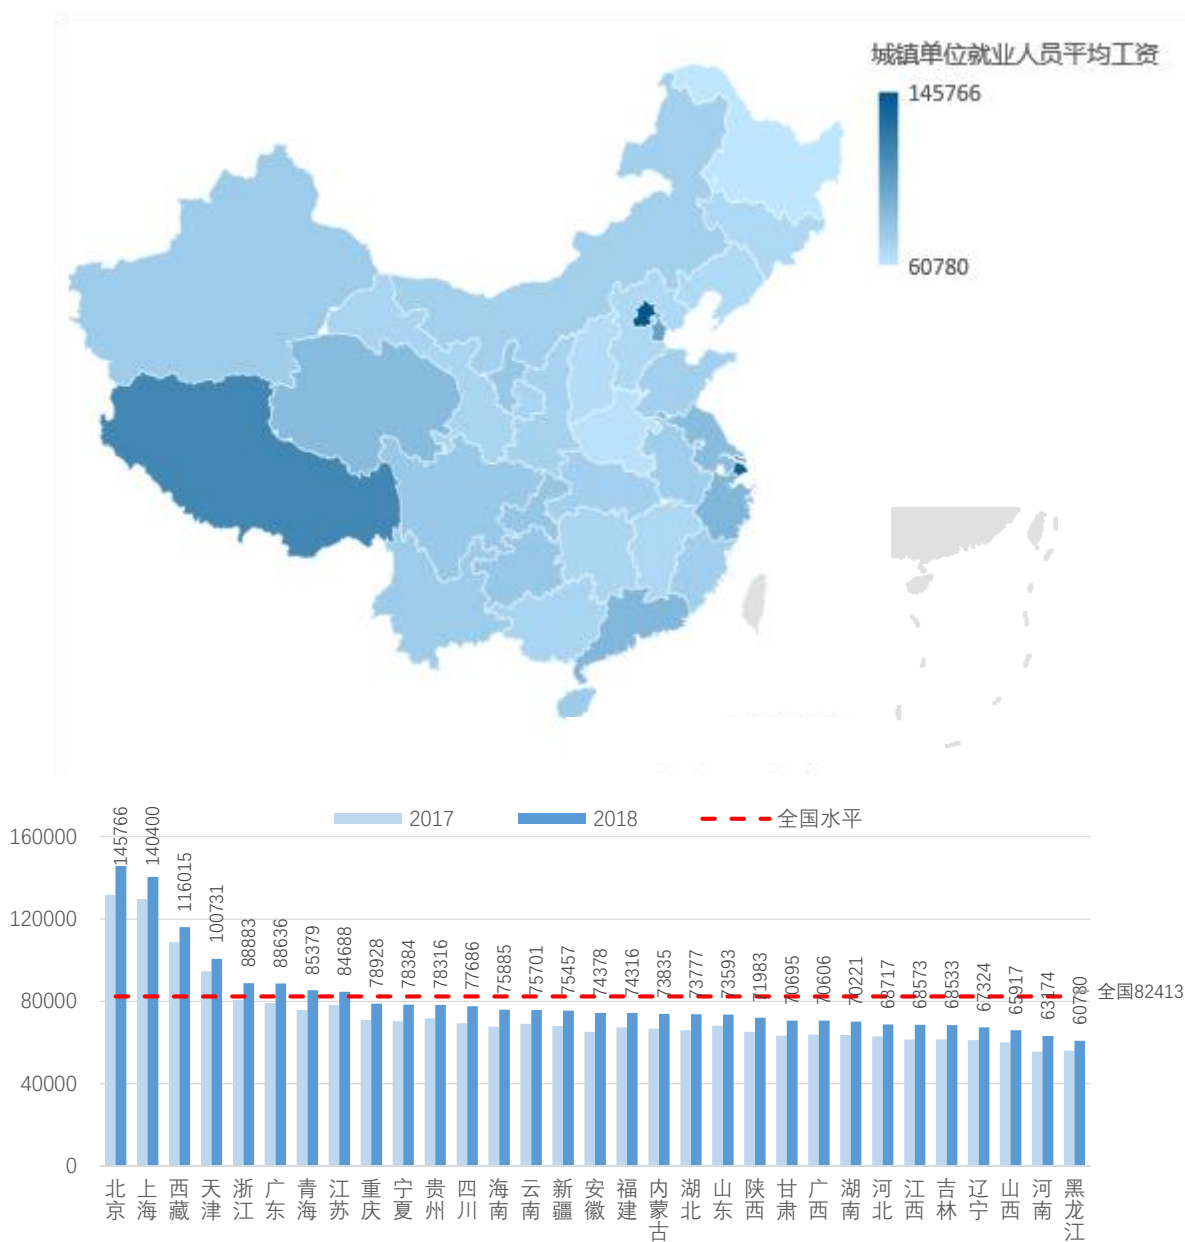 城镇单位就业人员平均工资
145766
60780
2017
2018
全国水平
160000
120000
80000
40000
0
145766
140400
116015
100731
88883
88636
85379
84688
78928
78384
78316
77686
75885
75701
75457
74378
74316
73835
73777
73593
71983
70695
70606
70221
68717
68573
68533
67324
65917
63174
60780
全国82413
北京
上海
西藏
天津
浙江
广东
青海
江苏
重庆
宁夏
贵州
四川
海南
云南
新疆
安徽
福建
内蒙古
湖北
山东
陕西
甘肃
广西
湖南
河北
江西
吉林
辽宁
山西
河南
黑龙江